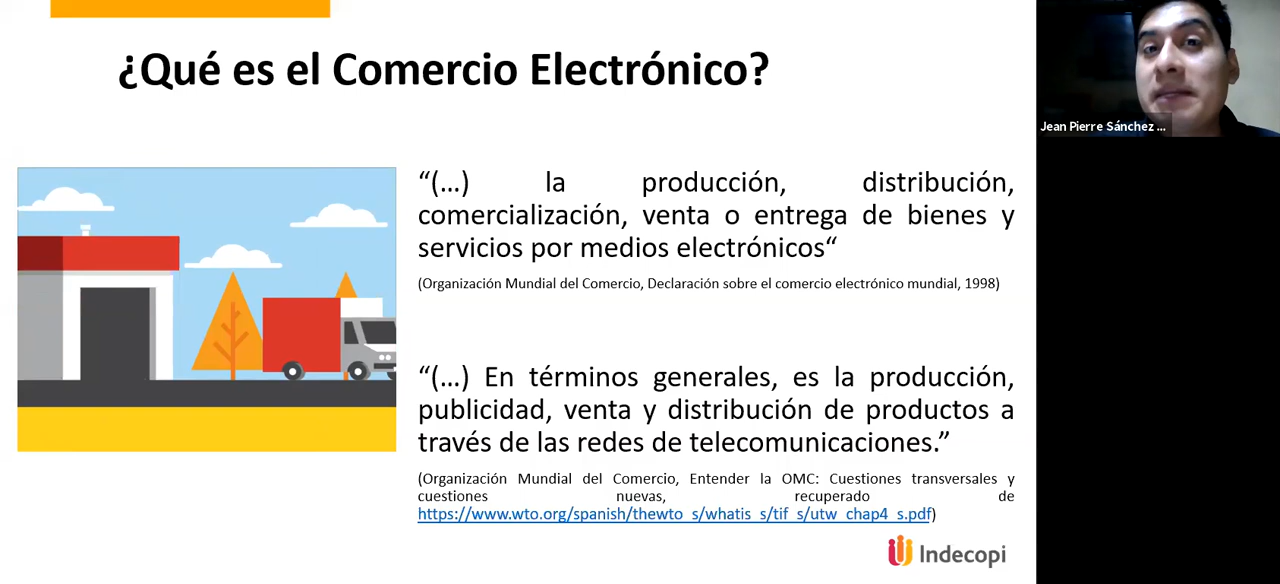 ¿Qué es el Comercio Electrónico?
Jean Pierre Sánchez ...
“(...) la producción, distribución,
comercialización, venta o entrega de bienes y
servicios por medios electrónicos“
(Organización Mundial del Comercio, Declaración sobre el comercio electrónico mundial, 1998)
“(...) En términos generales, es la producción,
publicidad, venta y distribución de productos a
través de las redes de telecomunicaciones.”
(Organización Mundial del Comercio, Entender la OMC: Cuestiones transversales y
cuestiones nuevas, recuperado de
https://www.wto.org/spanish/thewto_s/whatis_s/tif_s/utw_chap4_s.pdf)
Indecopi